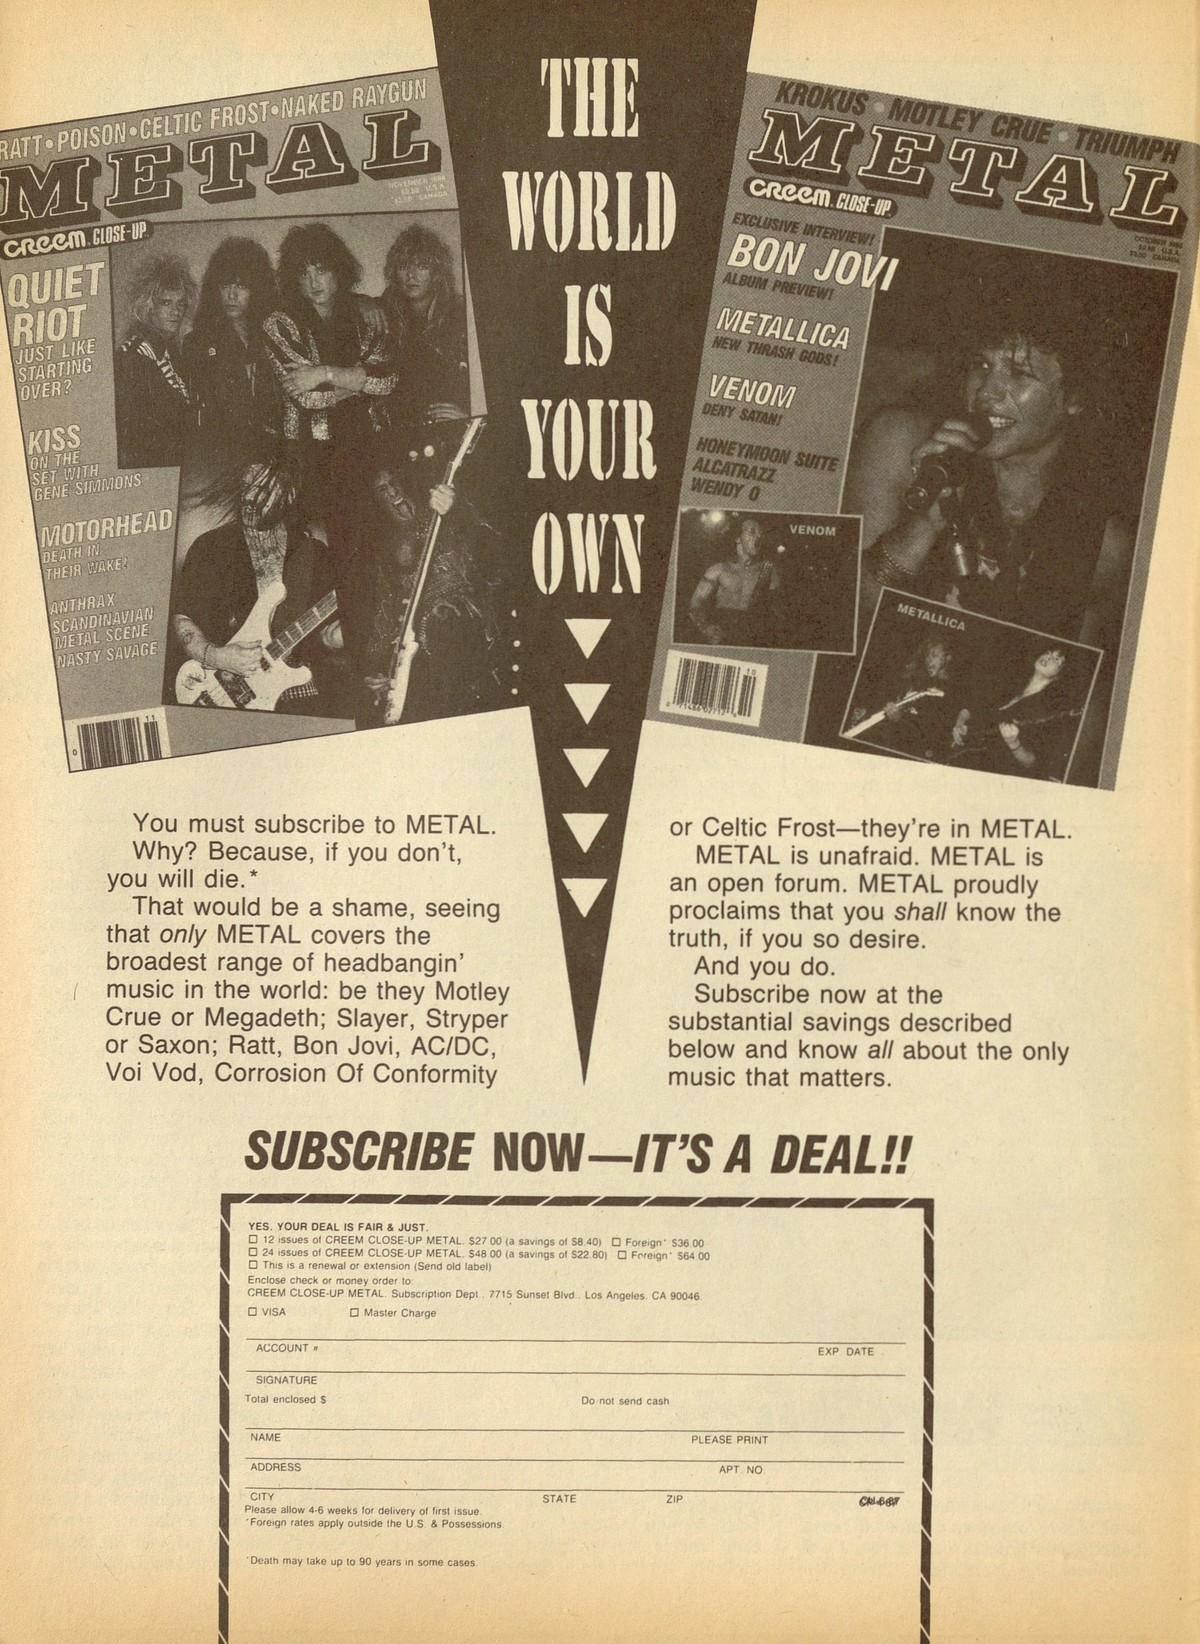 RATT•POISON•CELTIC FROST•NAKED RAYGUN
METAL
NOVEMBER 1986
U.S.A.
CANADA
CREEM CLOSE-UP
QUIET
RIOT
JUST LIKE
STARTING
OVER?
KISS
ON THE
SET WITH
GENE SIMMONS
MOTORHEAD
DEATH IN
THEIR WAKE?
ANTHRAX
SCANDINAVIAN
METAL SCENE
NASTY SAVAGE
11
0
THE
WORLD
IS
YOUR
OWN
KROKUS • MOTLEY CRUE • TRIUMPH
METAL
CREEM CLOSE-UP
OCTOBER 1986
U.S.A.
CANADA
EXCLUSIVE INTERVIEW!
BON JOVI
ALBUM PREVIEW!
METALLICA
NEW THRASH GODS!
VENOM
DENY SATAN!
HONEYMOON SUITE
ALCATRAZZ
WENDY O
VENOM
METALLICA
10
You must subscribe to METAL.
Why? Because, if you don't,
you will die.*
That would be a shame, seeing
that only METAL covers the
broadest range of headbangin'
music in the world: be they Motley
Crue or Megadeth; Slayer, Stryper
or Saxon; Ratt, Bon Jovi, AC/DC,
Voi Vod, Corrosion Of Conformity
or Celtic Frost—they're in METAL.
METAL is unafraid. METAL is
an open forum. METAL proudly
proclaims that you shall know the
truth, if you so desire.
And you do.
Subscribe now at the
substantial savings described
below and know all about the only
music that matters.
SUBSCRIBE NOW—IT'S A DEAL!!
YES. YOUR DEAL IS FAIR & JUST.
☐ 12 issues of CREEM CLOSE-UP METAL. $27.00 (a savings of $8.40) ☐ Foreign* $36.00
☐ 24 issues of CREEM CLOSE-UP METAL. $48.00 (a savings of $22.80) ☐ Foreign* $64.00
☐ This is a renewal or extension (Send old label)
Enclose check or money order to:
CREEM CLOSE-UP METAL. Subscription Dept., 7715 Sunset Blvd., Los Angeles, CA 90046.
☐ VISA ☐ Master Charge
ACCOUNT # EXP. DATE
SIGNATURE
Total enclosed $ Do not send cash
NAME PLEASE PRINT
ADDRESS APT. NO.
CITY STATE ZIP
Please allow 4-6 weeks for delivery of first issue.
*Foreign rates apply outside the U.S. & Possessions.
*Death may take up to 90 years in some cases.